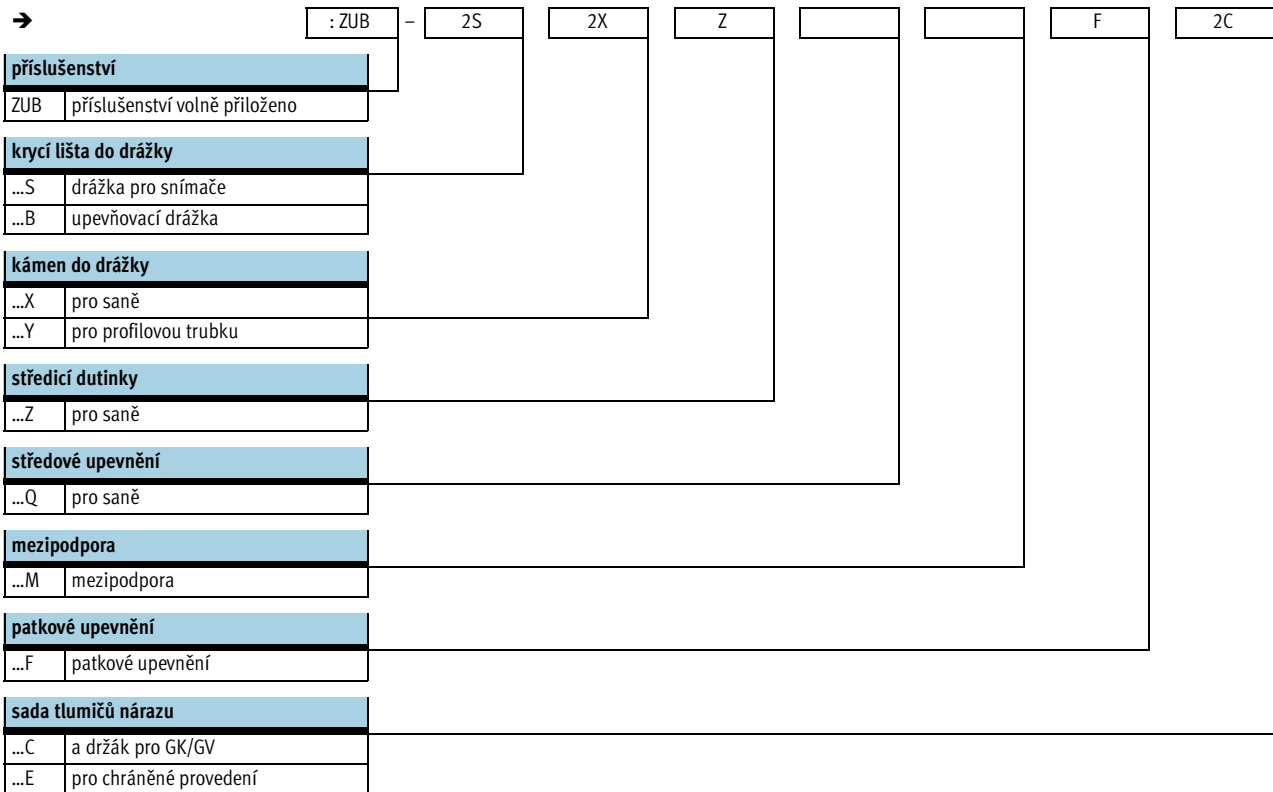 ➔ : ZUB – 2S 2X Z F 2C
příslušenství
ZUB příslušenství volně přiloženo
krycí lišta do drážky
...S drážka pro snímače
...B upevňovací drážka
kámen do drážky
...X pro saně
...Y pro profilovou trubku
středicí dutinky
...Z pro saně
středové upevnění
...Q pro saně
mezipodpora
...M mezipodpora
patkové upevnění
...F patkové upevnění
sada tlumičů nárazu
...C a držák pro GK/GV
...E pro chráněné provedení